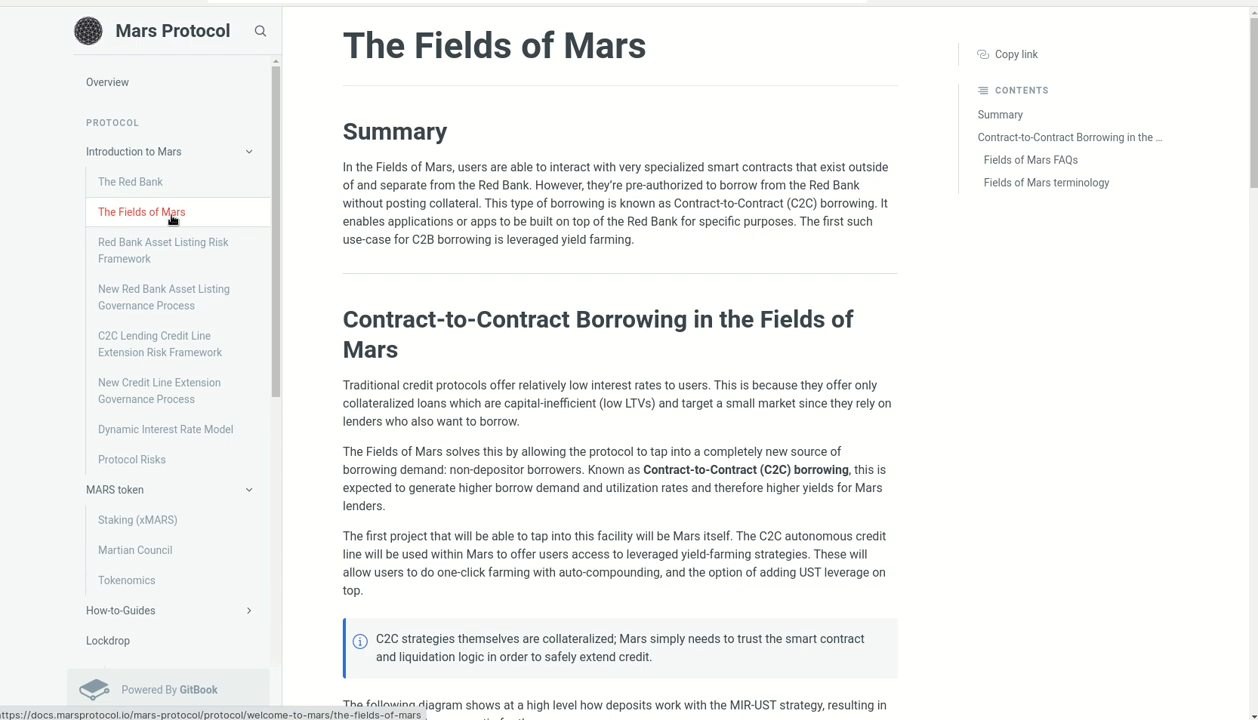 Mars Protocol
Overview
PROTOCOL
Introduction to Mars
The Red Bank
The Fields of Mars
Red Bank Asset Listing Risk
Framework
New Red Bank Asset Listing
Governance Process
C2C Lending Credit Line
Extension Risk Framework
New Credit Line Extension
Governance Process
Dynamic Interest Rate Model
Protocol Risks
MARS token
Staking (xMARS)
Martian Council
Tokenomics
How-to-Guides
Lockdrop
Powered By GitBook
ttps://docs.marsprotocol.io/mars-protocol/protocol/welcome-to-mars/the-fields-of-mars
The Fields of Mars
Summary
In the Fields of Mars, users are able to interact with very specialized smart contracts that exist outside
of and separate from the Red Bank. However, they’re pre-authorized to borrow from the Red Bank
without posting collateral. This type of borrowing is known as Contract-to-Contract (C2C) borrowing. It
enables applications or apps to be built on top of the Red Bank for specific purposes. The first such
use-case for C2B borrowing is leveraged yield farming.
Contract-to-Contract Borrowing in the Fields of
Mars
Traditional credit protocols offer relatively low interest rates to users. This is because they offer only
collateralized loans which are capital-inefficient (low LTVs) and target a small market since they rely on
lenders who also want to borrow.
The Fields of Mars solves this by allowing the protocol to tap into a completely new source of
borrowing demand: non-depositor borrowers. Known as Contract-to-Contract (C2C) borrowing, this is
expected to generate higher borrow demand and utilization rates and therefore higher yields for Mars
lenders.
The first project that will be able to tap into this facility will be Mars itself. The C2C autonomous credit
line will be used within Mars to offer users access to leveraged yield-farming strategies. These will
allow users to do one-click farming with auto-compounding, and the option of adding UST leverage on
top.
C2C strategies themselves are collateralized; Mars simply needs to trust the smart contract
and liquidation logic in order to safely extend credit.
The following diagram shows at a high level how deposits work with the MIR-UST strategy, resulting in
Copy link
CONTENTS
Summary
Contract-to-Contract Borrowing in the ...
Fields of Mars FAQs
Fields of Mars terminology